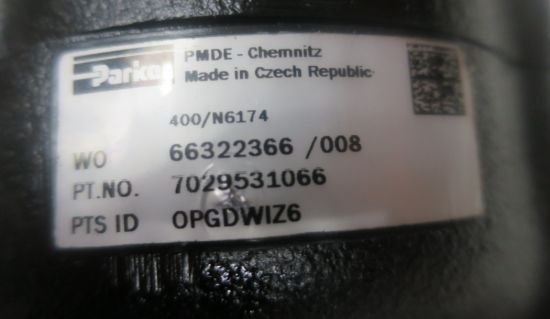 Parker
PMDE - Chemnitz
Made in Czech Republic
400/N6174
WO 66322366 /008
PT.NO. 7029531066
PTS ID OPGDWIZ6